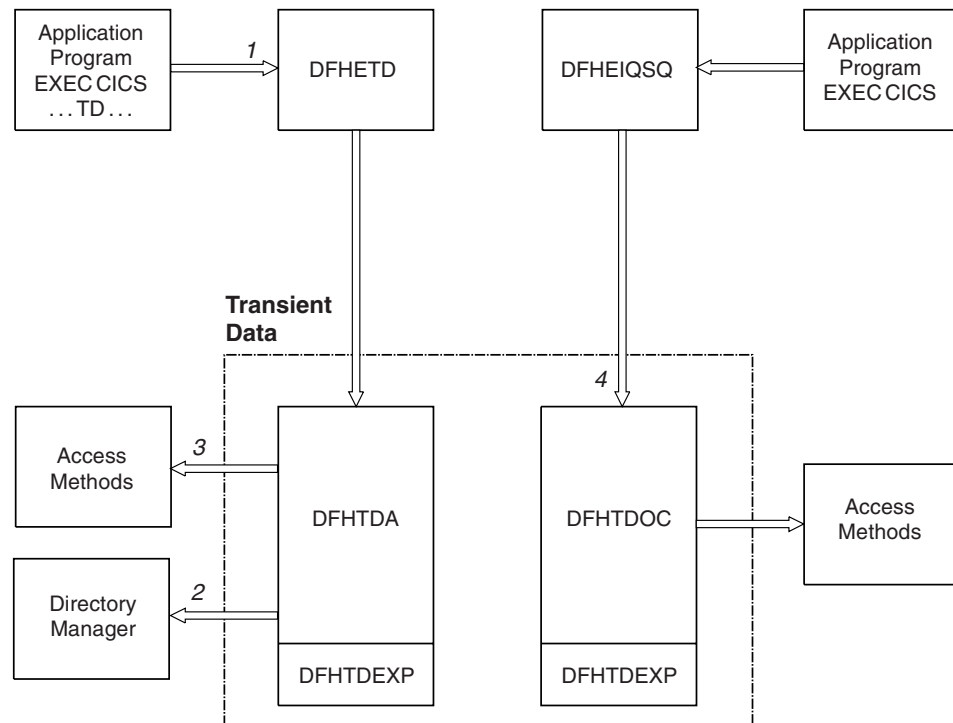 Application
Program
EXEC CICS
...TD...
1
DFHETD
DFHEIQSQ
Application
Program
EXEC CICS
Transient
Data
4
3
Access
Methods
DFHTDA
DFHTDOC
Access
Methods
2
Directory
Manager
DFHTDEXP
DFHTDEXP